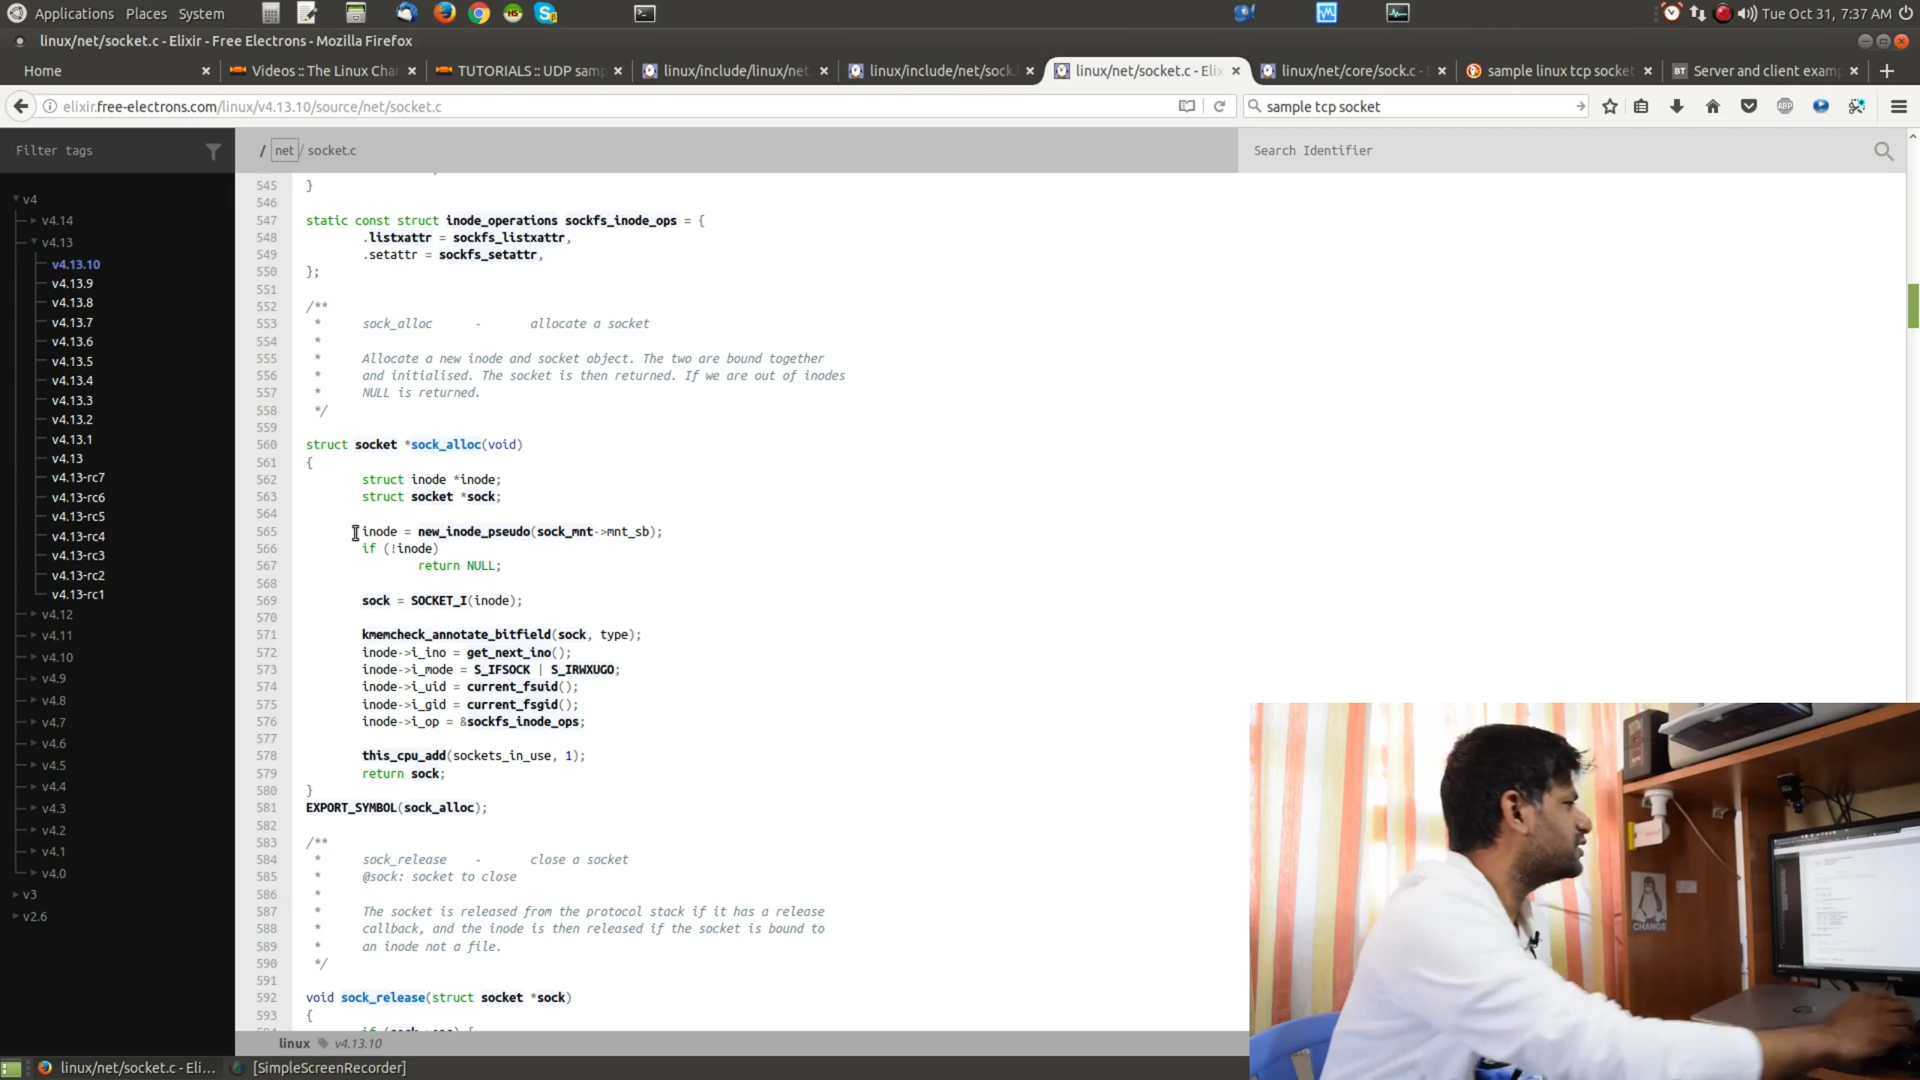 Applications Places System Tue Oct 31, 7:37 AM
linux/net/socket.c - Elixir - Free Electrons - Mozilla Firefox
Home Videos :: The Linux Cha TUTORIALS :: UDP sam linux/include/linux/net linux/include/net/sock. linux/net/socket.c - Elix linux/net/core/sock.c - E sample linux tcp socket BT Server and client exam
elixir.free-electrons.com/linux/v4.13.10/source/net/socket.c sample tcp socket ABP
Filter tags / net / socket.c Search Identifier
v4
v4.14
v4.13
v4.13.10
v4.13.9
v4.13.8
v4.13.7
v4.13.6
v4.13.5
v4.13.4
v4.13.3
v4.13.2
v4.13.1
v4.13
v4.13-rc7
v4.13-rc6
v4.13-rc5
v4.13-rc4
v4.13-rc3
v4.13-rc2
v4.13-rc1
v4.12
v4.11
v4.10
v4.9
v4.8
v4.7
v4.6
v4.5
v4.4
v4.3
v4.2
v4.1
v4.0
v3
v2.6
545 }
546
547 static const struct inode_operations sockfs_inode_ops = {
548 .listxattr = sockfs_listxattr,
549 .setattr = sockfs_setattr,
550 };
551
552 /**
553 * sock_alloc - allocate a socket
554 *
555 * Allocate a new inode and socket object. The two are bound together
556 * and initialised. The socket is then returned. If we are out of inodes
557 * NULL is returned.
558 */
559
560 struct socket *sock_alloc(void)
561 {
562 struct inode *inode;
563 struct socket *sock;
564
565 inode = new_inode_pseudo(sock_mnt->mnt_sb);
566 if (!inode)
567 return NULL;
568
569 sock = SOCKET_I(inode);
570
571 kmemcheck_annotate_bitfield(sock, type);
572 inode->i_ino = get_next_ino();
573 inode->i_mode = S_IFSOCK | S_IRWXUGO;
574 inode->i_uid = current_fsuid();
575 inode->i_gid = current_fsgid();
576 inode->i_op = &sockfs_inode_ops;
577
578 this_cpu_add(sockets_in_use, 1);
579 return sock;
580 }
581 EXPORT_SYMBOL(sock_alloc);
582
583 /**
584 * sock_release - close a socket
585 * @sock: socket to close
586 *
587 * The socket is released from the protocol stack if it has a release
588 * callback, and the inode is then released if the socket is bound to
589 * an inode not a file.
590 */
591
592 void sock_release(struct socket *sock)
593 {
linux v4.13.10
CHANGE
linux/net/socket.c - Eli... [SimpleScreenRecorder]